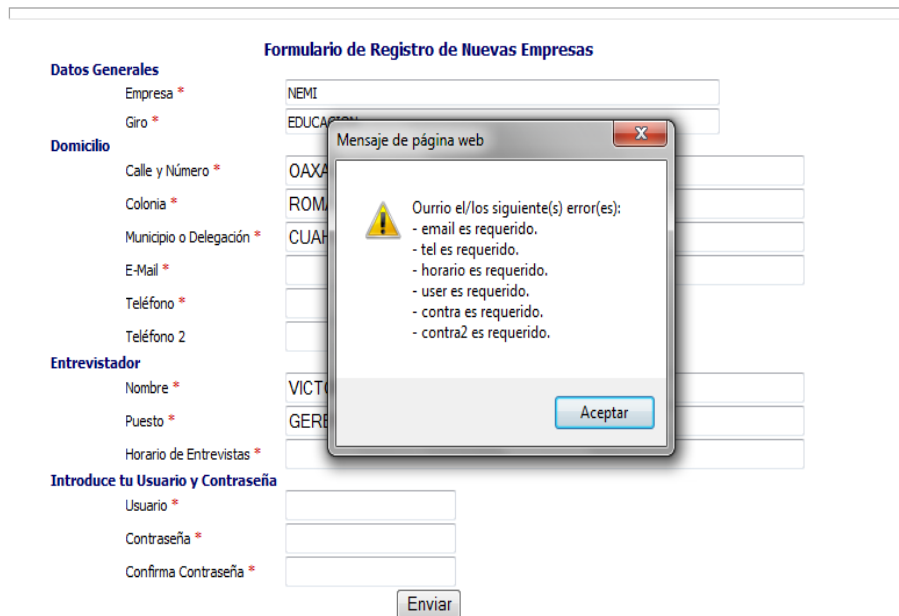 Formulario de Registro de Nuevas Empresas
Datos Generales
Empresa * NEMI
Giro * EDUCACION
Domicilio
Calle y Número * OAXA
Colonia * ROMA
Municipio o Delegación * CUAH
E-Mail *
Teléfono *
Teléfono 2
Entrevistador
Nombre * VICTO
Puesto * GERE
Horario de Entrevistas *
Introduce tu Usuario y Contraseña
Usuario *
Contraseña *
Confirma Contraseña *
Enviar
Mensaje de página web
X
Ourrio el/los siguiente(s) error(es):
- email es requerido.
- tel es requerido.
- horario es requerido.
- user es requerido.
- contra es requerido.
- contra2 es requerido.
Aceptar